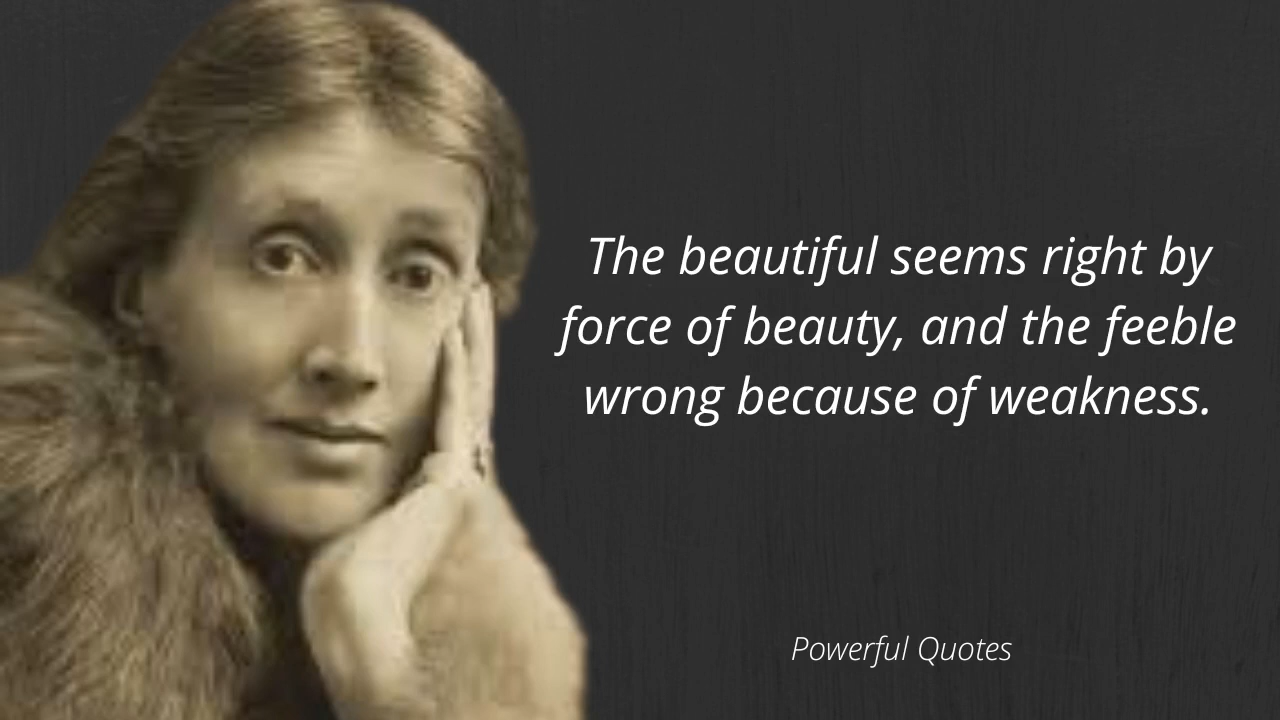 The beautiful seems right by
force of beauty, and the feeble
wrong because of weakness.
Powerful Quotes